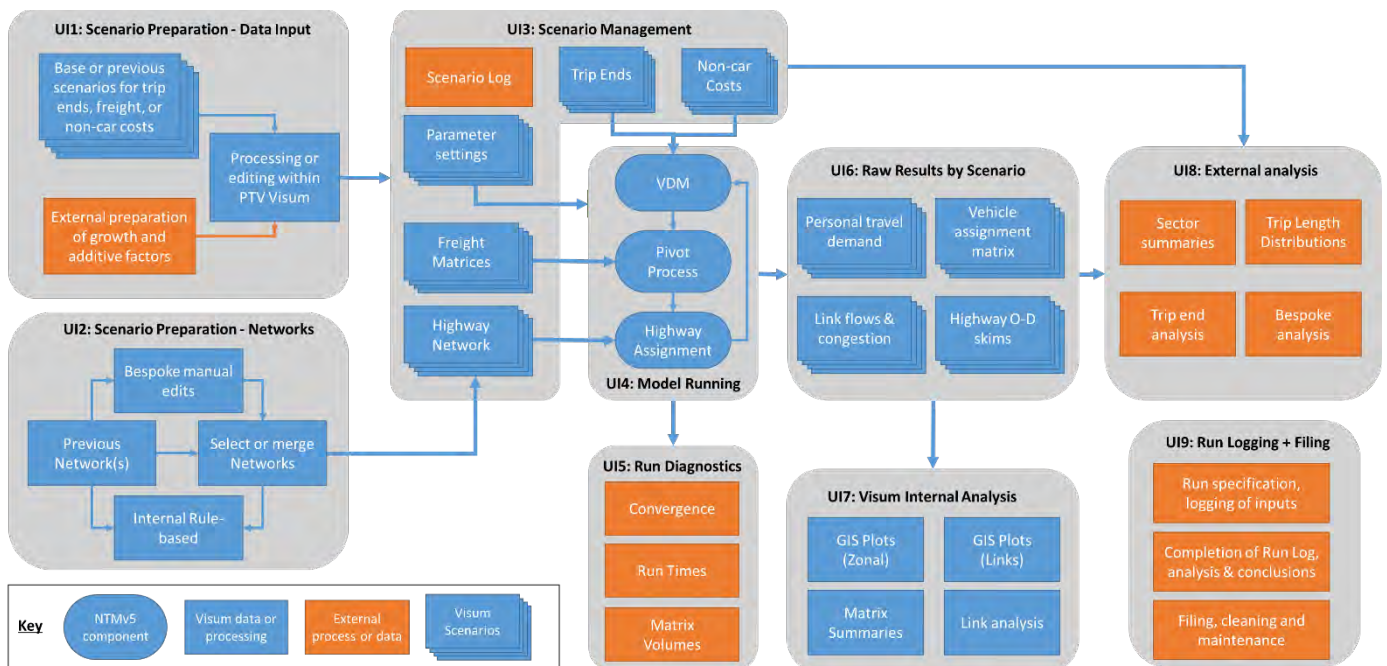 UI1: Scenario Preparation - Data Input
Base or previous
scenarios for trip
ends, freight, or
non-car costs
Processing or
editing within
PTV Visum
External preparation
of growth and
additive factors
UI2: Scenario Preparation - Networks
Bespoke manual
edits
Previous
Network(s)
Select or merge
Networks
Internal Rule-
based
UI3: Scenario Management
Scenario Log
Trip Ends
Non-car
Costs
Parameter
settings
Freight
Matrices
Highway
Network
VDM
Pivot
Process
Highway
Assignment
UI4: Model Running
UI5: Run Diagnostics
Convergence
Run Times
Matrix
Volumes
UI6: Raw Results by Scenario
Personal travel
demand
Vehicle
assignment
matrix
Link flows &
congestion
Highway O-D
skims
UI7: Visum Internal Analysis
GIS Plots
(Zonal)
GIS Plots
(Links)
Matrix
Summaries
Link analysis
UI8: External analysis
Sector
summaries
Trip Length
Distributions
Trip end
analysis
Bespoke
analysis
UI9: Run Logging + Filing
Run specification,
logging of inputs
Completion of Run Log,
analysis & conclusions
Filing, cleaning and
maintenance
Key
NTMv5
component
Visum data or
processing
External
process or data
Visum
Scenarios